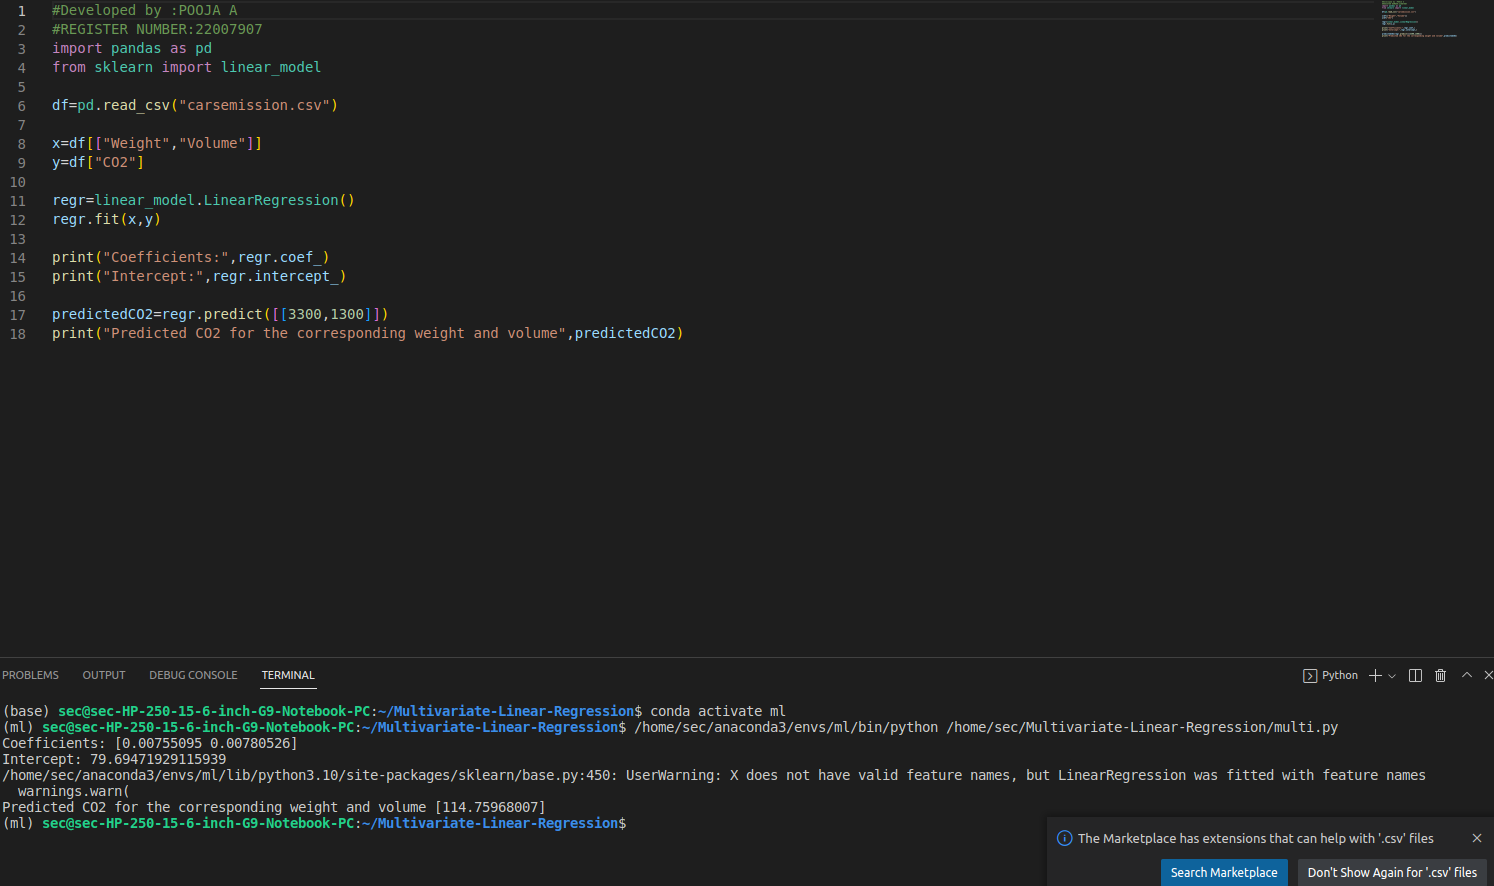 1 #Developed by :POOJA A
2 #REGISTER NUMBER:22007907
3 import pandas as pd
4 from sklearn import linear_model
5
6 df=pd.read_csv("carsemission.csv")
7
8 x=df[["Weight","Volume"]]
9 y=df["CO2"]
10
11 regr=linear_model.LinearRegression()
12 regr.fit(x,y)
13
14 print("Coefficients:",regr.coef_)
15 print("Intercept:",regr.intercept_)
16
17 predictedCO2=regr.predict([[3300,1300]])
18 print("Predicted CO2 for the corresponding weight and volume",predictedCO2)
PROBLEMS OUTPUT DEBUG CONSOLE TERMINAL Python
(base) sec@sec-HP-250-15-6-inch-G9-Notebook-PC:~/Multivariate-Linear-Regression$ conda activate ml
(ml) sec@sec-HP-250-15-6-inch-G9-Notebook-PC:~/Multivariate-Linear-Regression$ /home/sec/anaconda3/envs/ml/bin/python /home/sec/Multivariate-Linear-Regression/multi.py
Coefficients: [0.00755095 0.00780526]
Intercept: 79.69471929115939
/home/sec/anaconda3/envs/ml/lib/python3.10/site-packages/sklearn/base.py:450: UserWarning: X does not have valid feature names, but LinearRegression was fitted with feature names
warnings.warn(
Predicted CO2 for the corresponding weight and volume [114.75968007]
(ml) sec@sec-HP-250-15-6-inch-G9-Notebook-PC:~/Multivariate-Linear-Regression$
The Marketplace has extensions that can help with '.csv' files
Search Marketplace Don't Show Again for '.csv' files